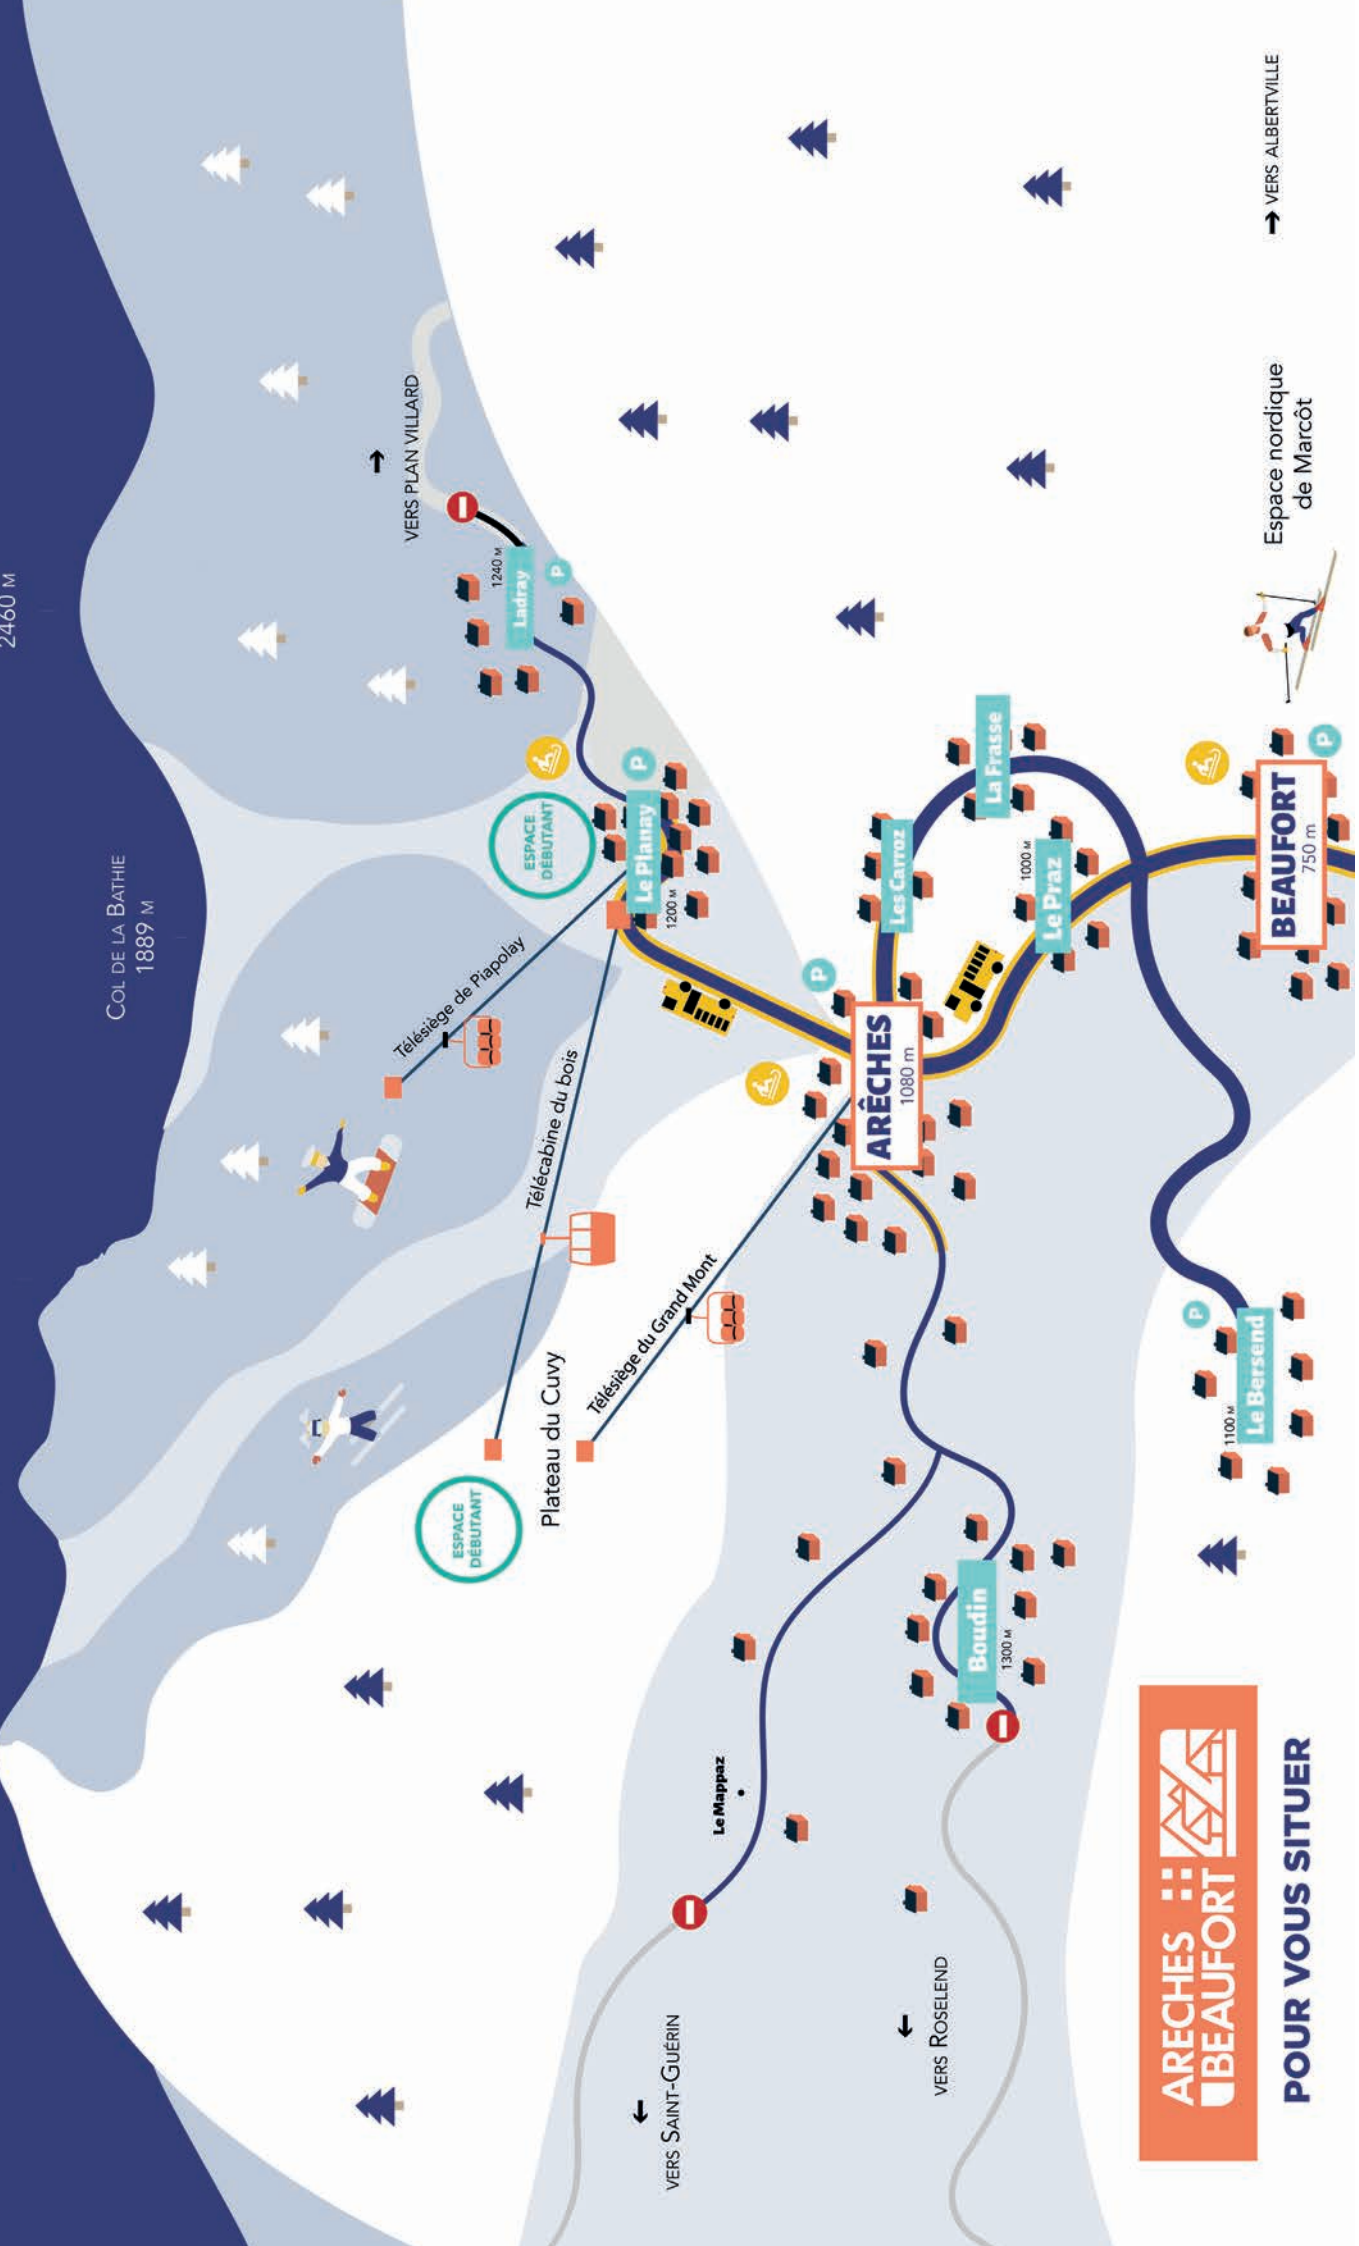 2460 M
COL DE LA BATHIE
1889 M
VERS PLAN VILLARD
1240 M
Ladray
P
ESPACE
DÉBUTANT
Le Planay
P
1200 M
Télésiège de Piapolay
Télécabine du bois
Télésiège du Grand Mont
ESPACE
DÉBUTANT
Plateau du Cuvy
P
ARÊCHES
1080 m
Les Carroz
La Frasse
1000 M
Le Praz
BEAUFORT
750 m
P
Espace nordique
de Marcôt
VERS ALBERTVILLE
P
1100 M
Le Bersend
Boudin
1300 M
Le Mappaz
VERS SAINT-GUÉRIN
VERS ROSELEND
ARECHES
BEAUFORT
POUR VOUS SITUER